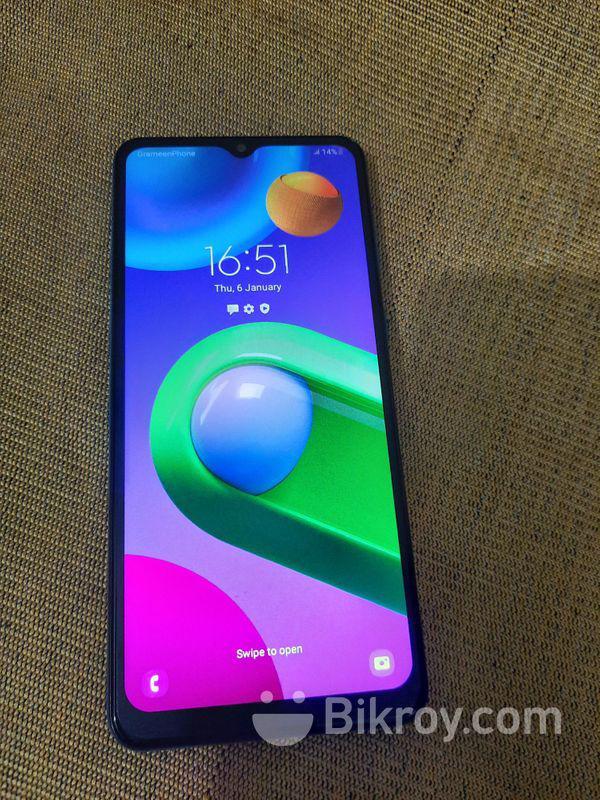 GrameenPhone
14%
16:51
Thu, 6 January
Swipe to open
Bikroy.com